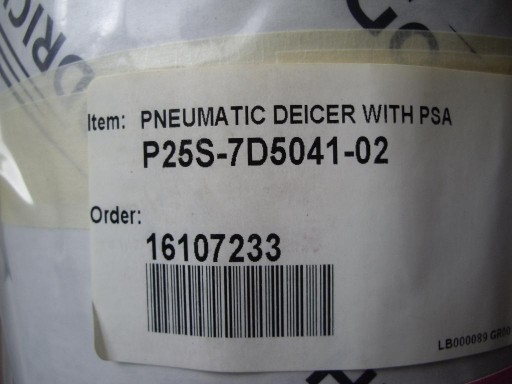 Item: PNEUMATIC DEICER WITH PSA
P25S-7D5041-02
Order:
16107233
LB000089